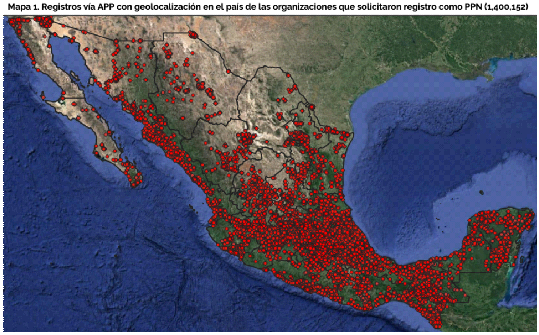 Mapa 1. Registros vía APP con geolocalización en el país de las organizaciones que solicitaron registro como PPN (1,400,152)